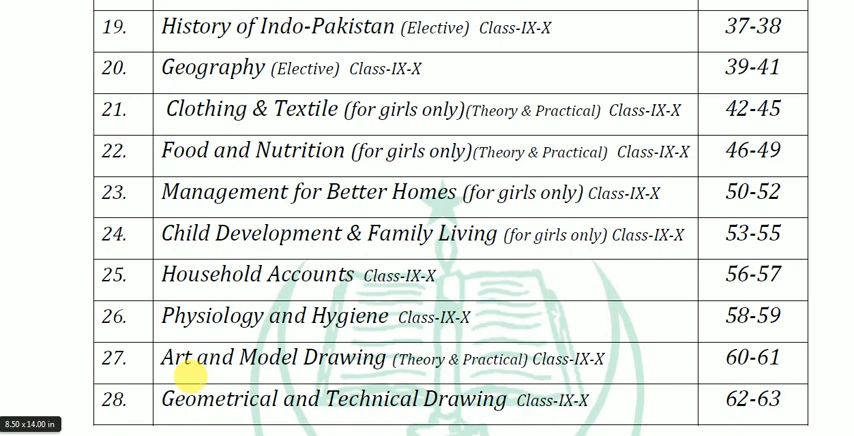 19. History of Indo-Pakistan (Elective) Class-IX-X 37-38
20. Geography (Elective) Class-IX-X 39-41
21. Clothing & Textile (for girls only)(Theory & Practical) Class-IX-X 42-45
22. Food and Nutrition (for girls only)(Theory & Practical) Class-IX-X 46-49
23. Management for Better Homes (for girls only) Class-IX-X 50-52
24. Child Development & Family Living (for girls only) Class-IX-X 53-55
25. Household Accounts Class-IX-X 56-57
26. Physiology and Hygiene Class-IX-X 58-59
27. Art and Model Drawing (Theory & Practical) Class-IX-X 60-61
28. Geometrical and Technical Drawing Class-IX-X 62-63
8.50 x 14.00 in